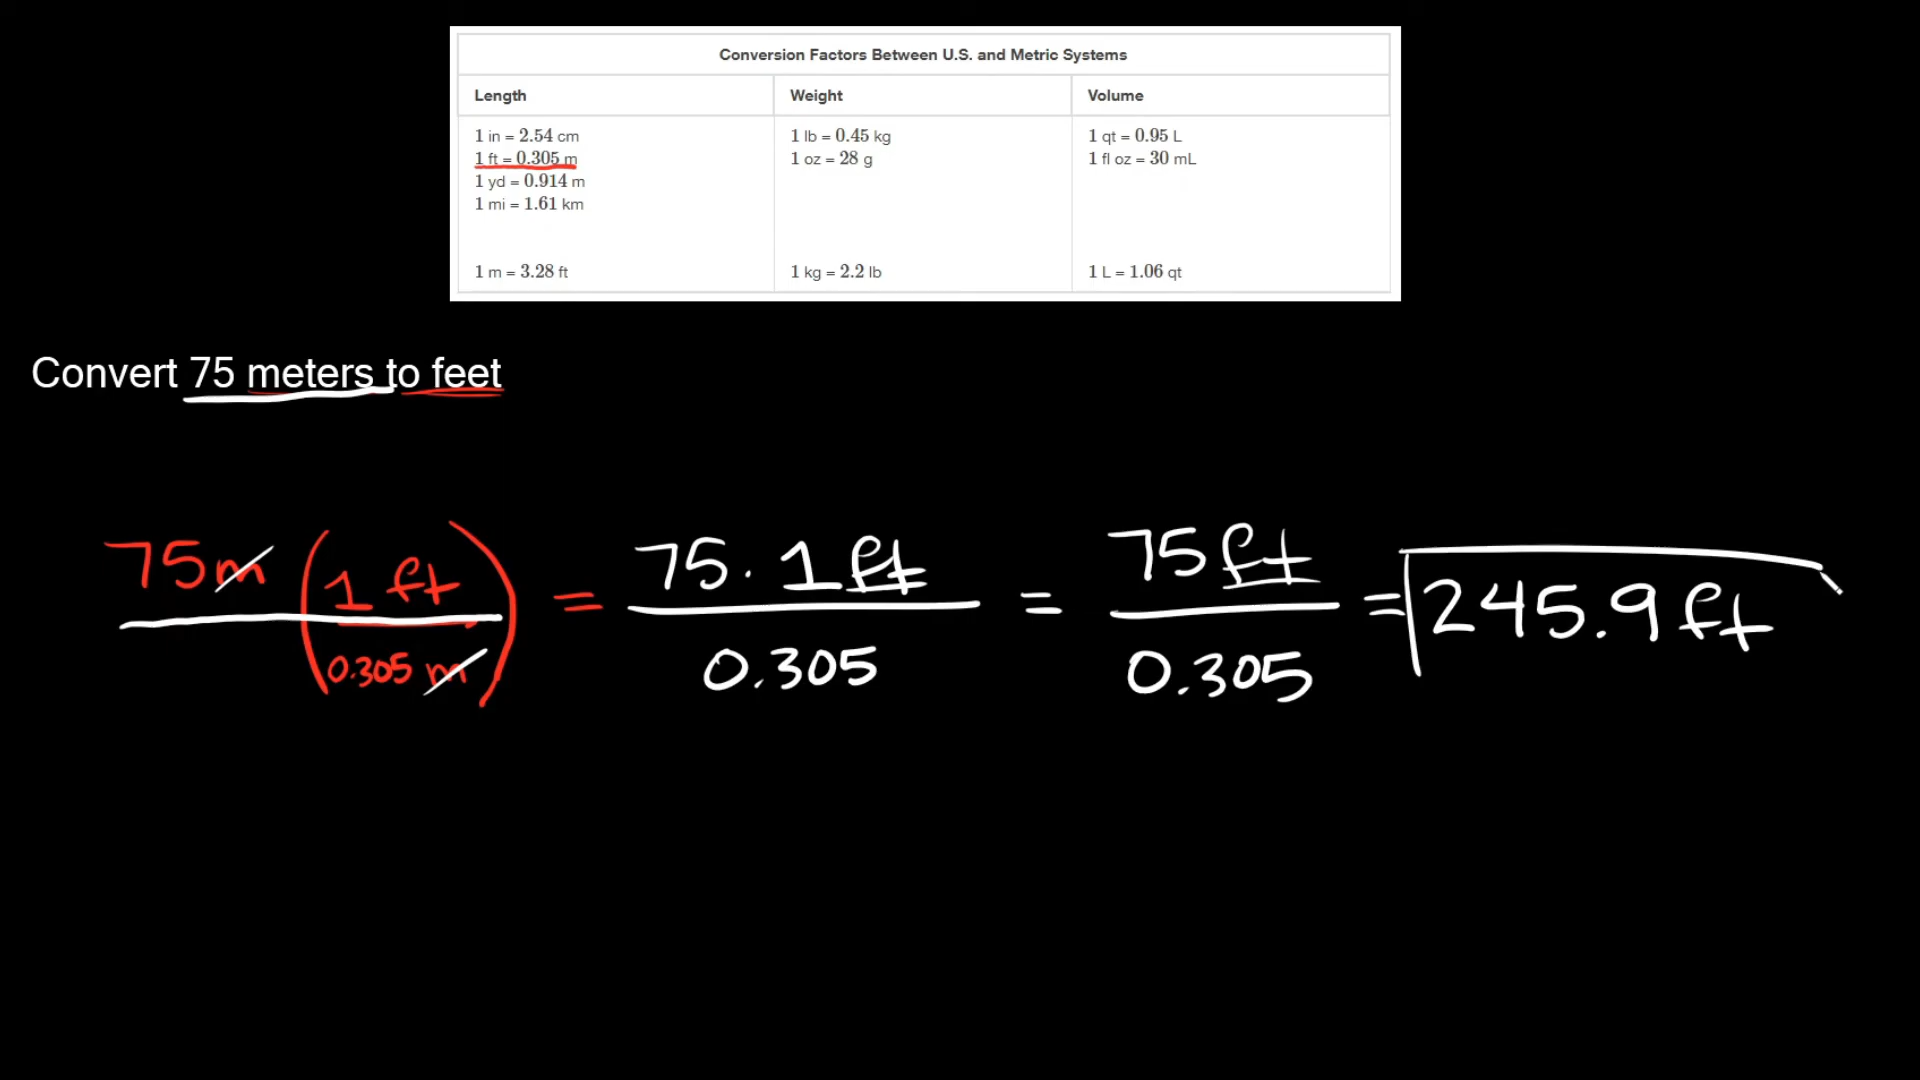 Conversion Factors Between U.S. and Metric Systems
Length Weight Volume
1 in = 2.54 cm 1 lb = 0.45 kg 1 qt = 0.95 L
1 ft = 0.305 m 1 oz = 28 g 1 fl oz = 30 mL
1 yd = 0.914 m
1 mi = 1.61 km
1 m = 3.28 ft 1 kg = 2.2 lb 1 L = 1.06 qt
Convert 75 meters to feet
75m (1 ft / 0.305 m) = 75 · 1 ft / 0.305 = 75 ft / 0.305 = 245.9 ft